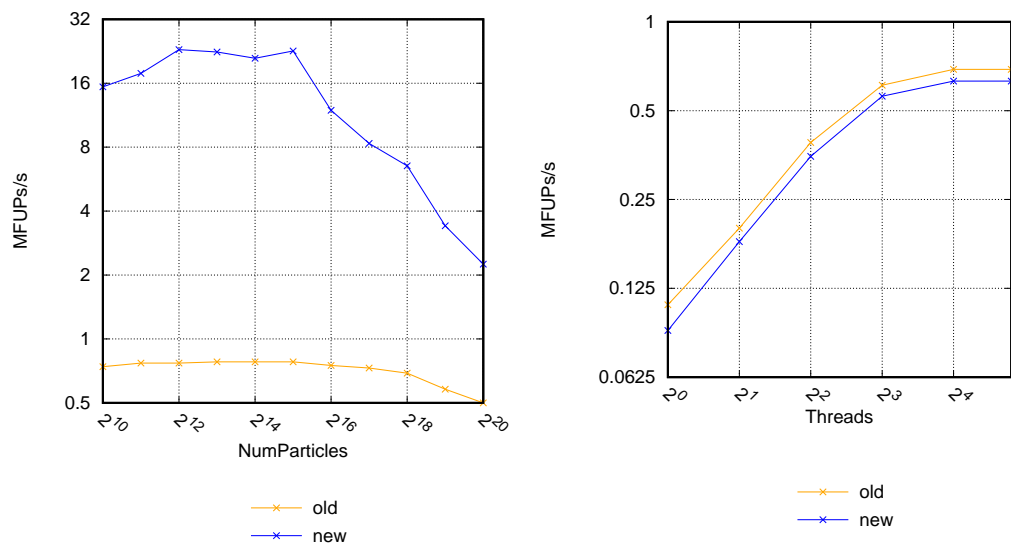 32
16
8
4
2
1
0.5
MFUPs/s
2^10
2^12
2^14
2^16
2^18
2^20
NumParticles
old
new
1
0.5
0.25
0.125
0.0625
MFUPs/s
2^0
2^1
2^2
2^3
2^4
Threads
old
new